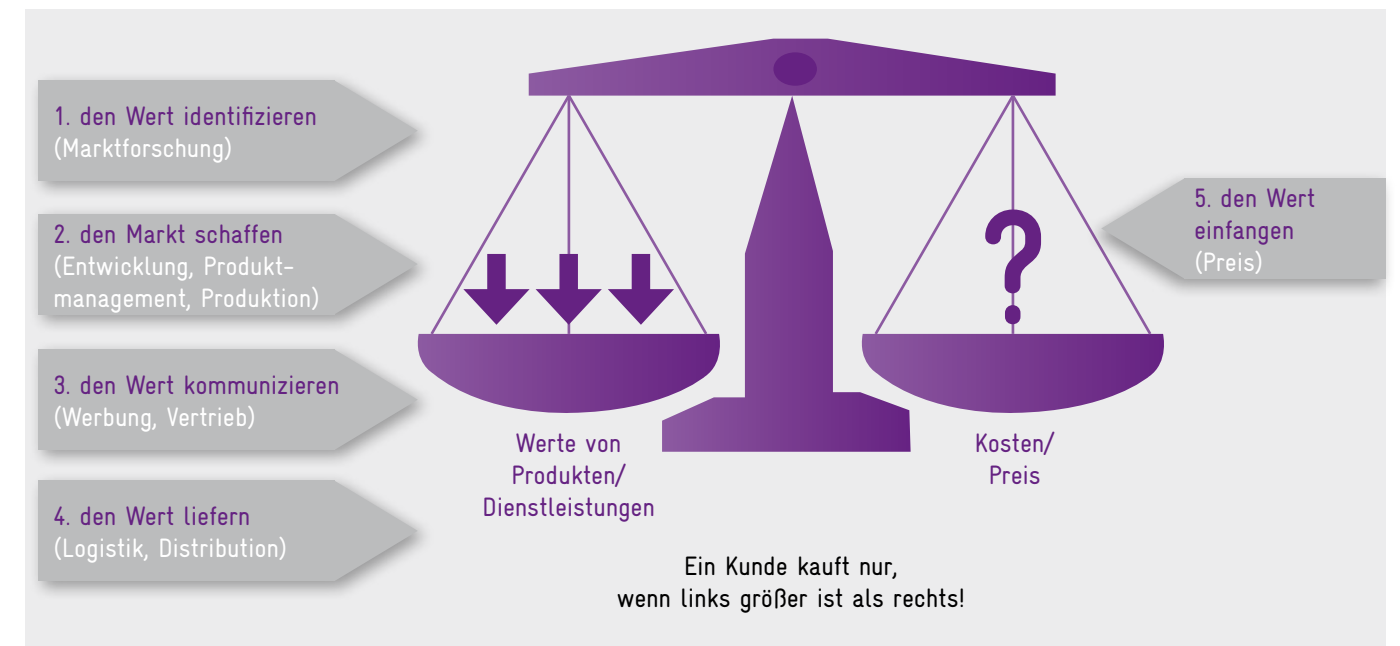 1. den Wert identifizieren
(Marktforschung)
2. den Markt schaffen
(Entwicklung, Produkt-
management, Produktion)
3. den Wert kommunizieren
(Werbung, Vertrieb)
4. den Wert liefern
(Logistik, Distribution)
?
5. den Wert
einfangen
(Preis)
Werte von
Produkten/
Dienstleistungen
Kosten/
Preis
Ein Kunde kauft nur,
wenn links größer ist als rechts!